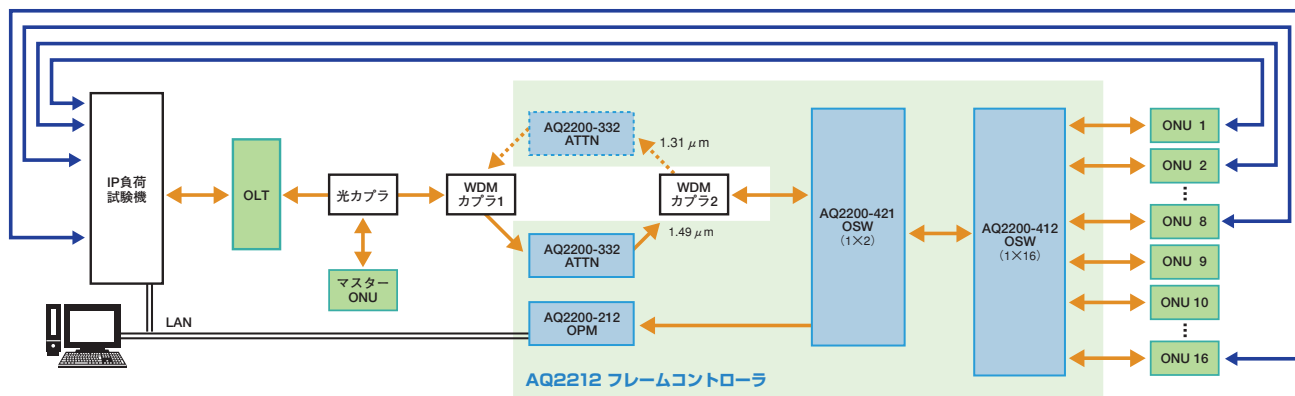 IP負荷
試験機
OLT
光カプラ
マスター
ONU
WDM
カプラ1
AQ2200-332
ATTN
1.31 μm
WDM
カプラ2
1.49 μm
AQ2200-332
ATTN
AQ2200-212
OPM
AQ2200-421
OSW
(1×2)
AQ2200-412
OSW
(1×16)
ONU 1
ONU 2
ONU 8
ONU 9
ONU 10
ONU 16
LAN
AQ2212 フレームコントローラ